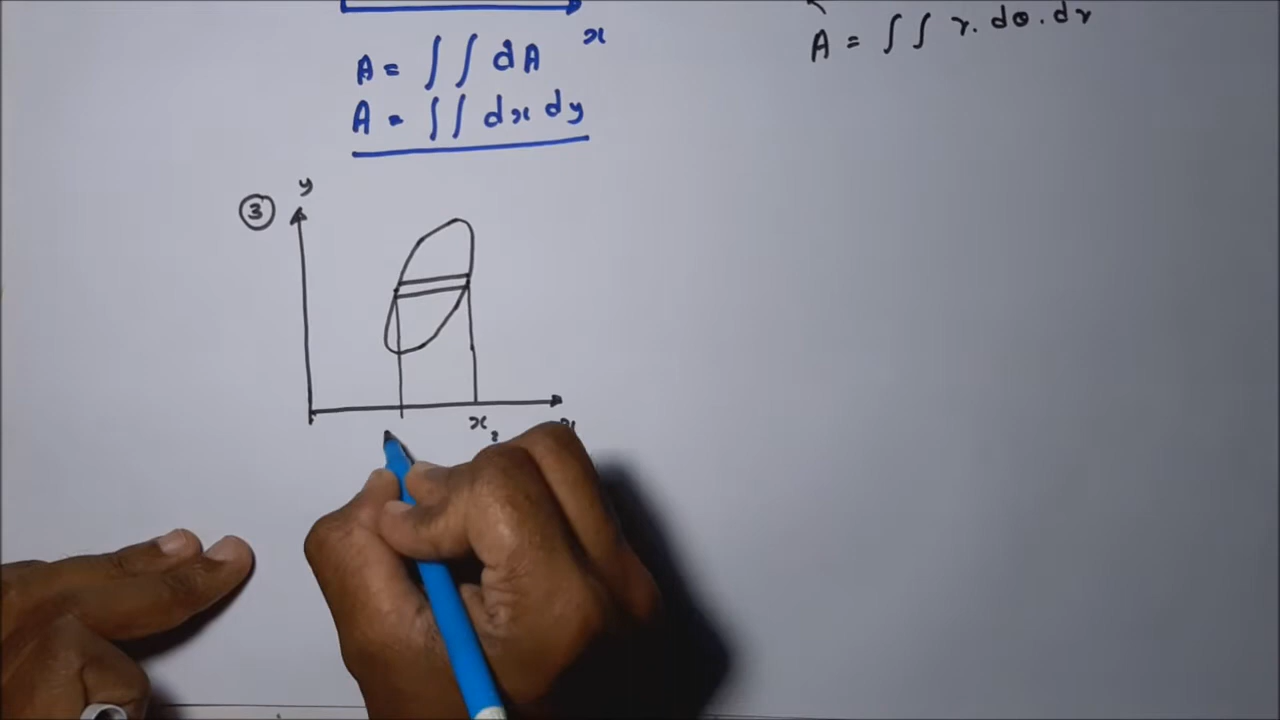 x
A = ∫ ∫ dA
A = ∫∫ dx dy
A = ∫ ∫ r. dθ. dr
③
y
x₂
x